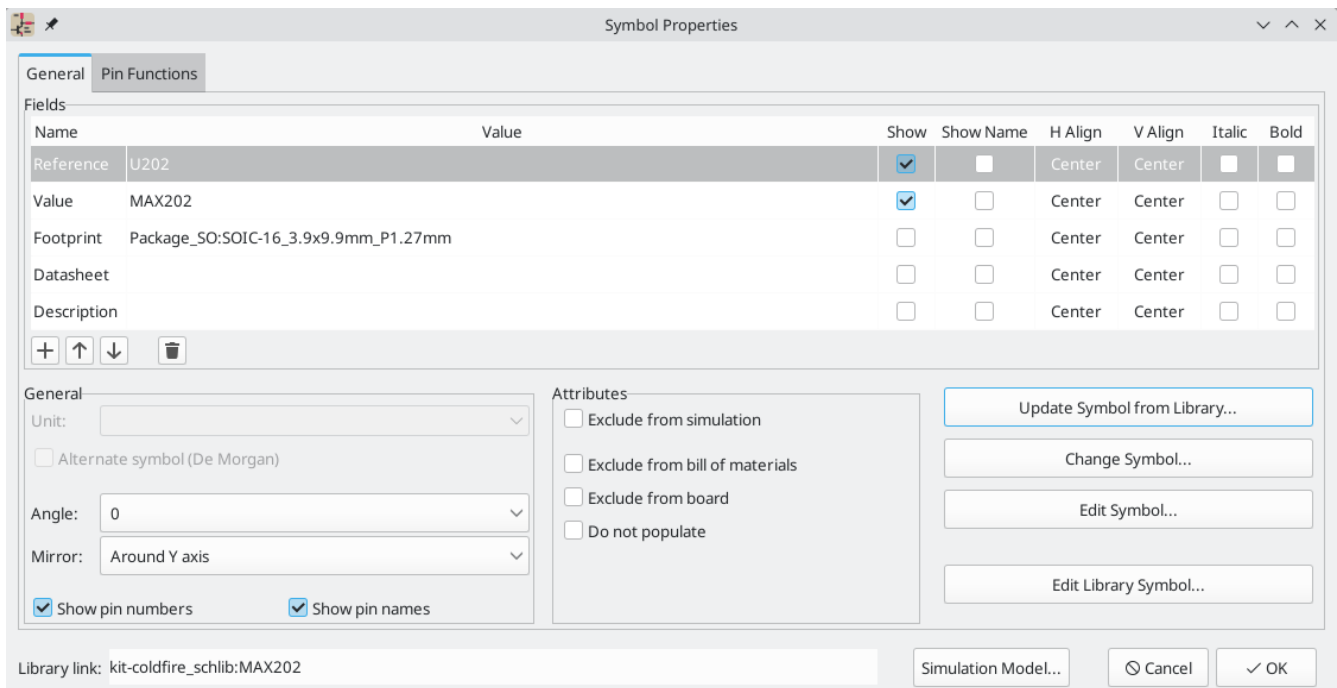 Symbol Properties
General Pin Functions
Fields
Name Value Show Show Name H Align V Align Italic Bold
Reference U202 Center Center
Value MAX202 Center Center
Footprint Package_SO:SOIC-16_3.9x9.9mm_P1.27mm Center Center
Datasheet Center Center
Description Center Center
General
Unit:
Alternate symbol (De Morgan)
Angle: 0
Mirror: Around Y axis
Show pin numbers Show pin names
Attributes
Exclude from simulation
Exclude from bill of materials
Exclude from board
Do not populate
Update Symbol from Library...
Change Symbol...
Edit Symbol...
Edit Library Symbol...
Library link: kit-coldfire_schlib:MAX202 Simulation Model... Cancel OK